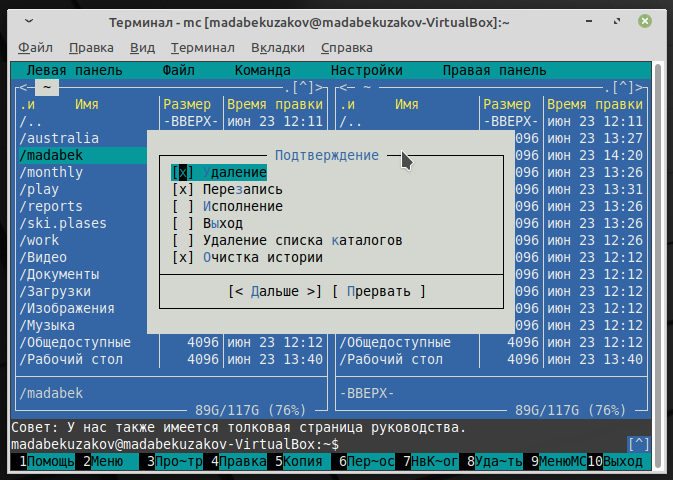 Терминал - mc [madabekuzakov@madabekuzakov-VirtualBox]:~
Файл Правка Вид Терминал Вкладки Справка
Левая панель Файл Команда Настройки Правая панель
<─ ~ .[^]> <─ ~ .[^]>
.и Имя Размер Время правки .и Имя Размер Время правки
/.. -ВВЕРХ- июн 23 12:11 /.. -ВВЕРХ- июн 23 12:11
/australia 4096 июн 23 13:27
/madabek 4096 июн 23 14:20
/monthly 4096 июн 23 13:26
/play 4096 июн 23 13:31
/reports 4096 июн 23 13:26
/ski.plases 4096 июн 23 13:26
/work 4096 июн 23 13:26
/Видео 4096 июн 23 12:12
/Документы 4096 июн 23 12:12
/Загрузки 4096 июн 23 12:12
/Изображения 4096 июн 23 12:12
/Музыка 4096 июн 23 12:12
/Общедоступные 4096 июн 23 12:12 /Общедоступные 4096 июн 23 12:12
/Рабочий стол 4096 июн 23 13:40 /Рабочий стол 4096 июн 23 13:40
Подтверждение
[x] Удаление
[x] Перезапись
[ ] Исполнение
[ ] Выход
[ ] Удаление списка каталогов
[x] Очистка истории
[< Дальше >] [ Прервать ]
/madabek -ВВЕРХ-
89G/117G (76%) 89G/117G (76%)
Совет: У нас также имеется толковая страница руководства.
madabekuzakov@madabekuzakov-VirtualBox:~$ [^]
1Помощь 2Меню 3Про~тр 4Правка 5Копия 6Пер~ос 7НвК~ог 8Уда~ть 9МенюМС 10Выход